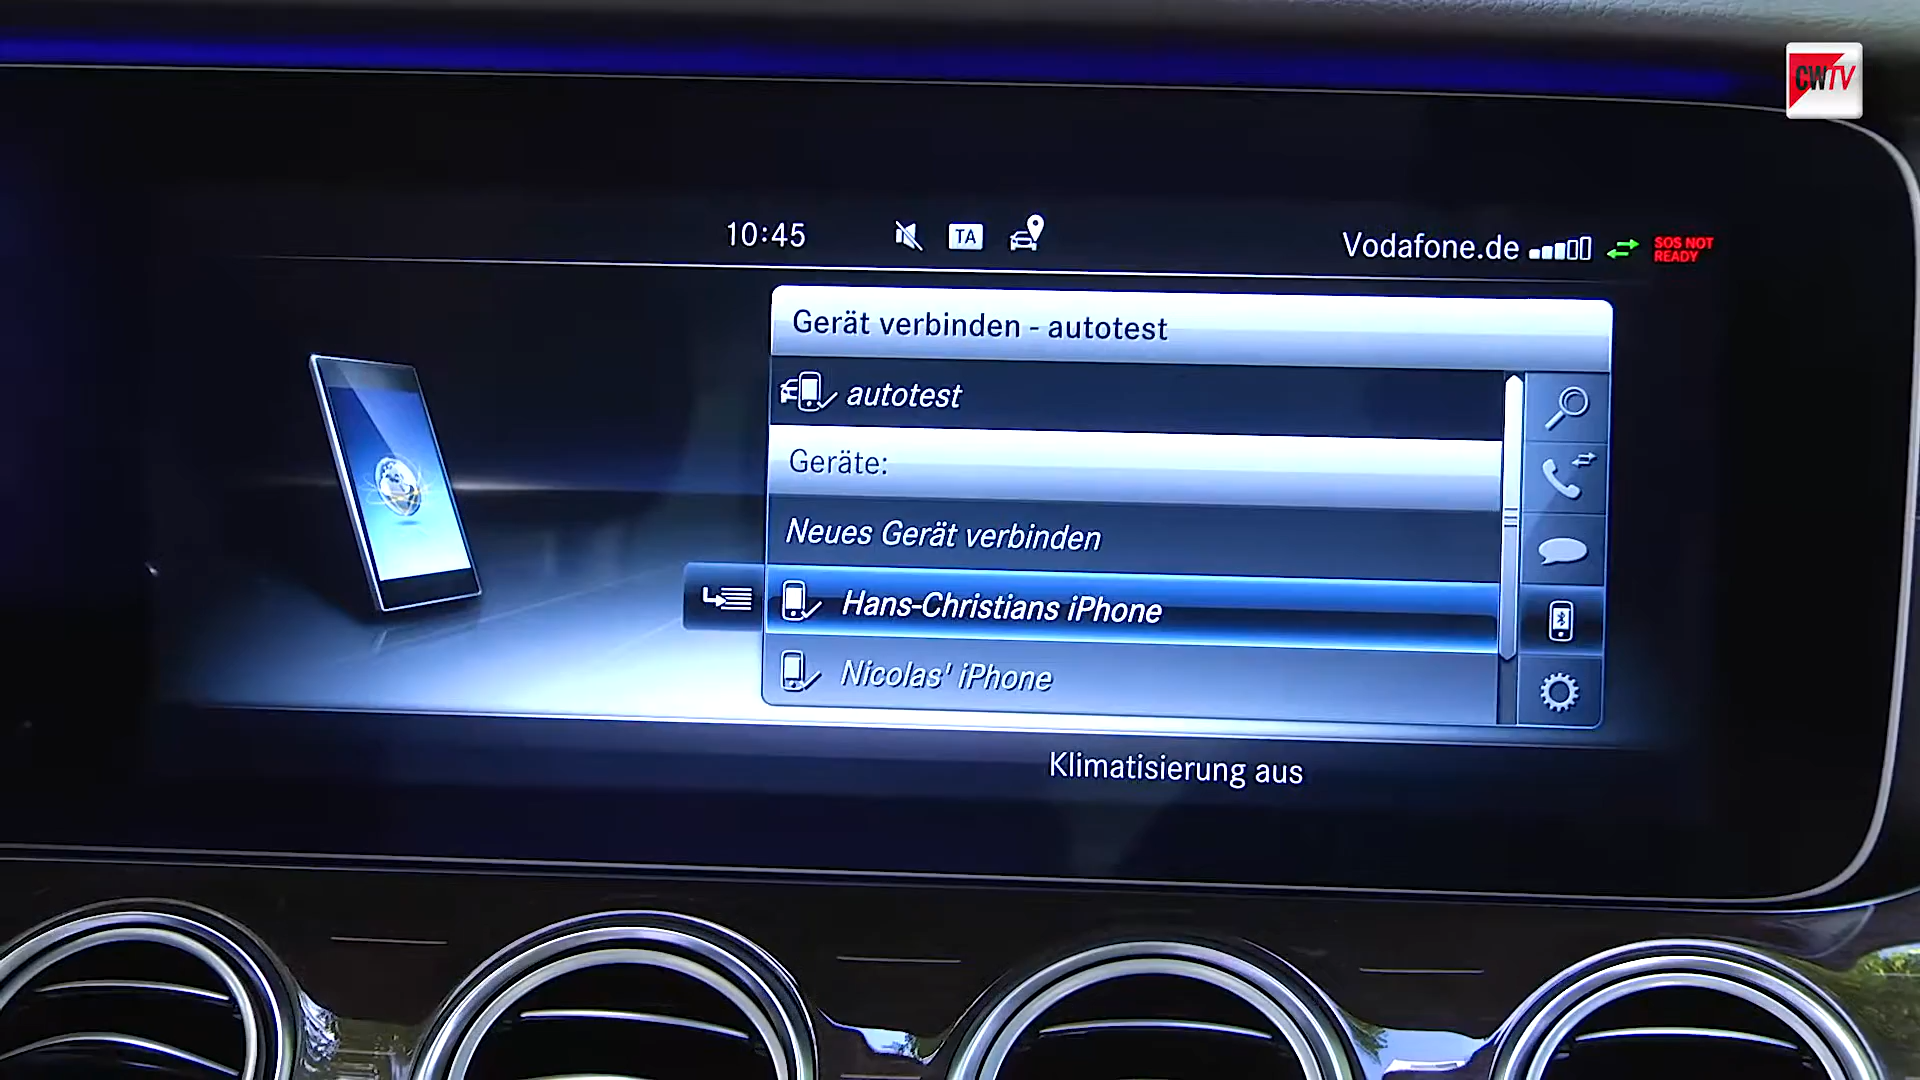 CWTV
10:45
TA
Vodafone.de
SOS NOT
READY
Gerät verbinden - autotest
autotest
Geräte:
Neues Gerät verbinden
Hans-Christians iPhone
Nicolas' iPhone
Klimatisierung aus